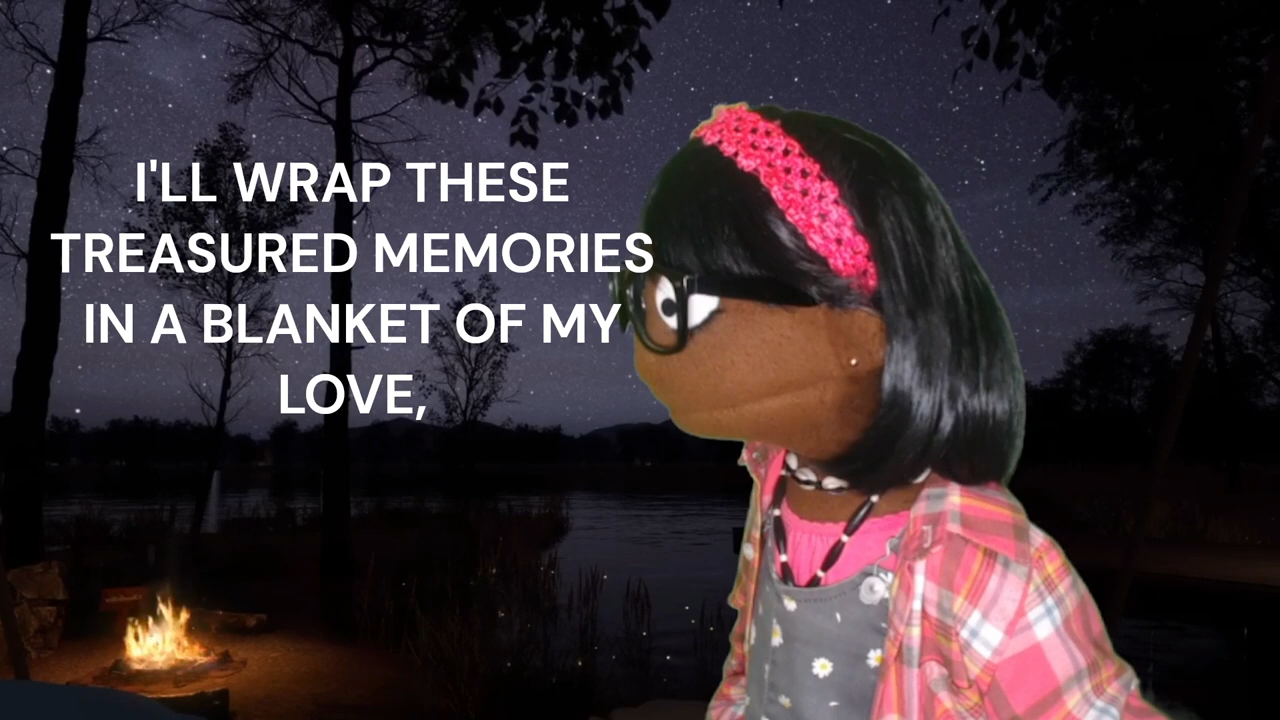 I'LL WRAP THESE
TREASURED MEMORIES
IN A BLANKET OF MY
LOVE,